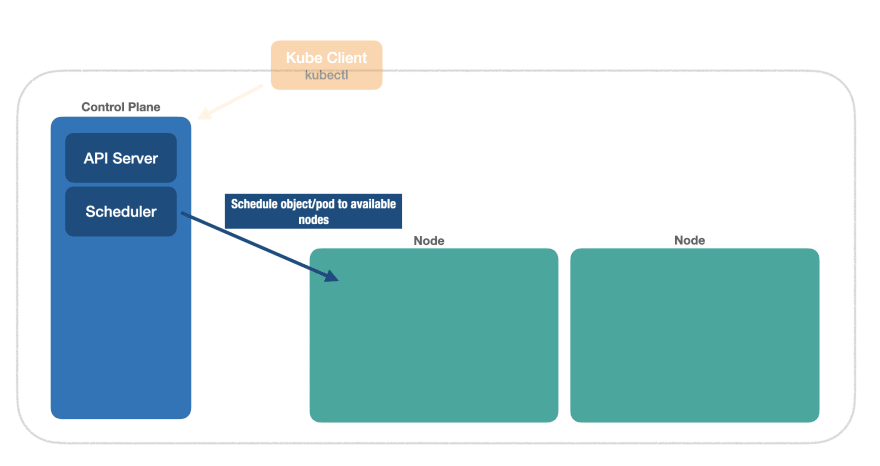 Kube Client
kubectl
Control Plane
API Server
Scheduler
Schedule object/pod to available
nodes
Node
Node